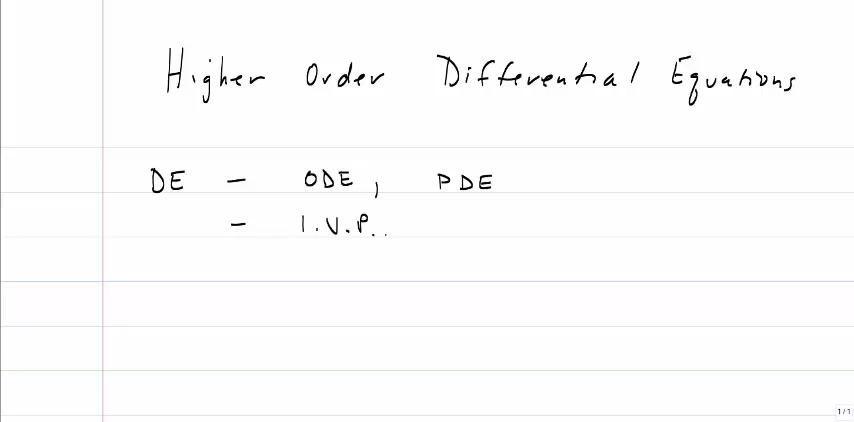 Higher Order Differential Equations
DE - ODE, PDE
- I.V.P..
1/1